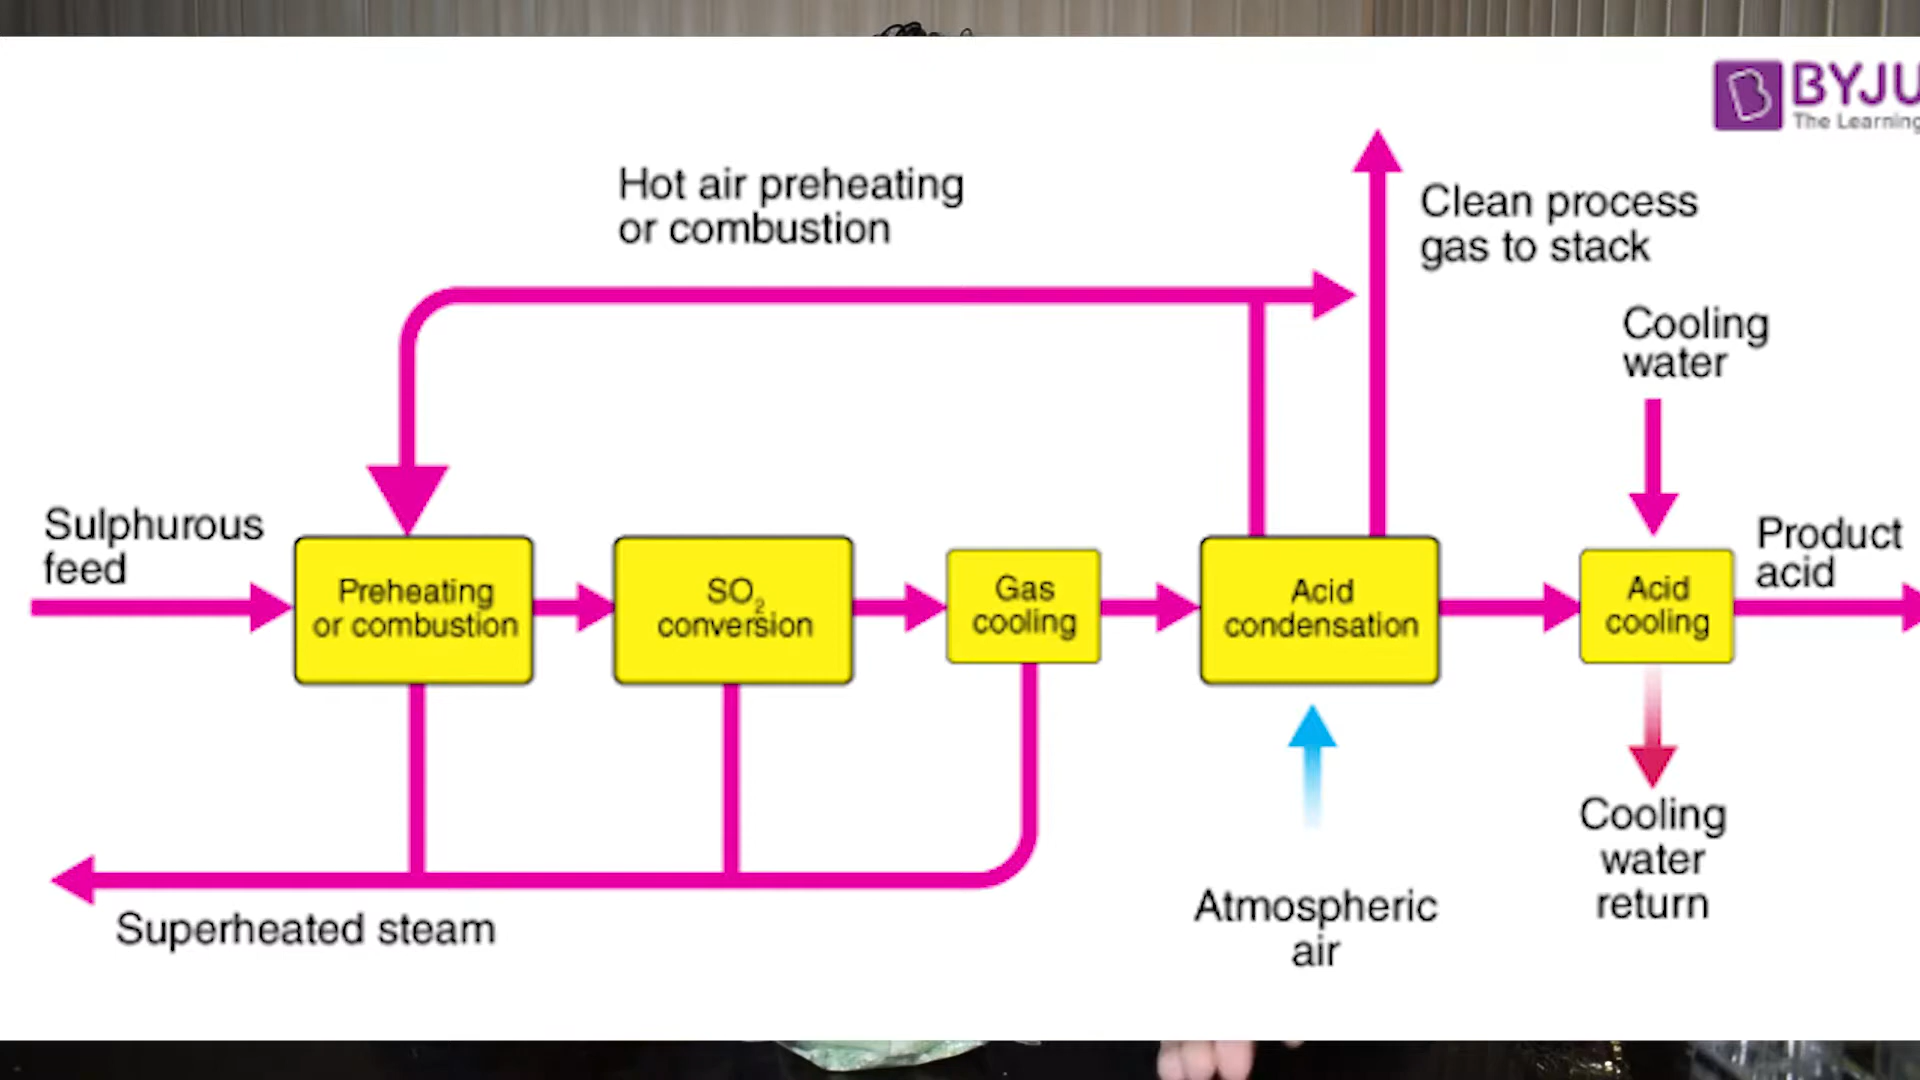 BYJU
The Learning
Hot air preheating
or combustion
Clean process
gas to stack
Cooling
water
Sulphurous
feed
Preheating
or combustion
SO2
conversion
Gas
cooling
Acid
condensation
Acid
cooling
Product
acid
Superheated steam
Atmospheric
air
Cooling
water
return